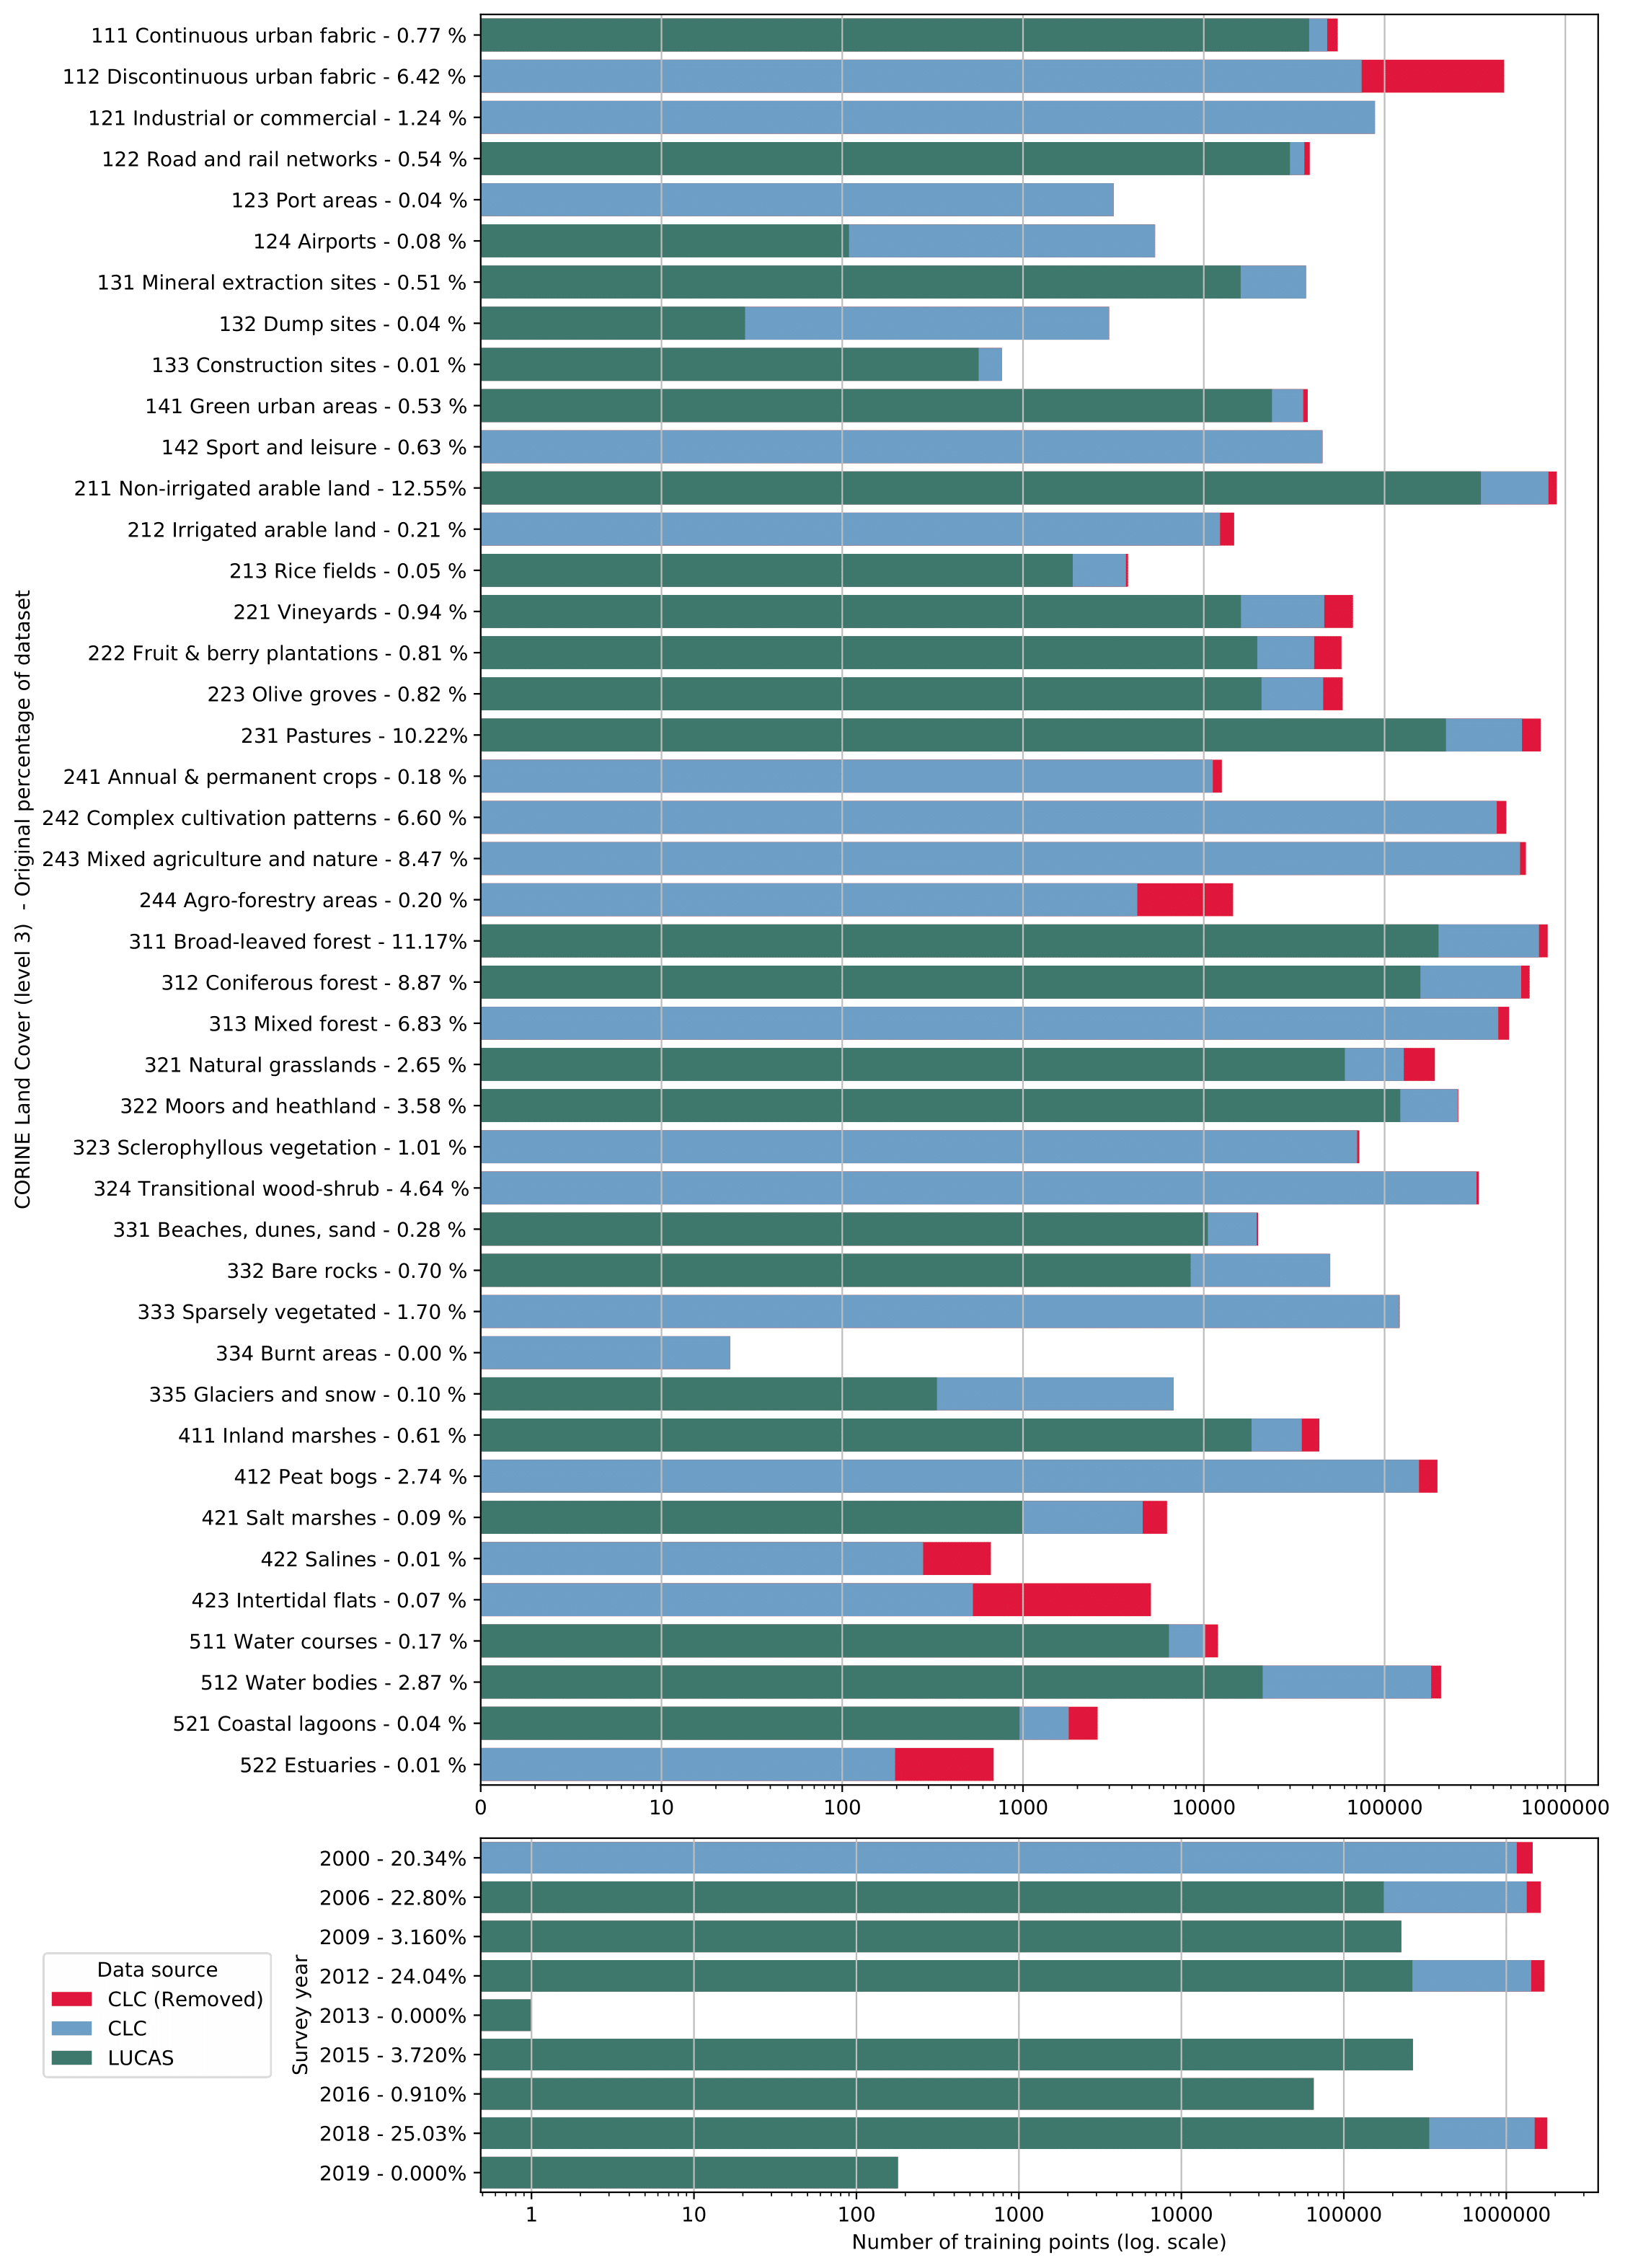 CORINE Land Cover (level 3)  - Original percentage of dataset
111 Continuous urban fabric - 0.77 %
112 Discontinuous urban fabric - 6.42 %
121 Industrial or commercial - 1.24 %
122 Road and rail networks - 0.54 %
123 Port areas - 0.04 %
124 Airports - 0.08 %
131 Mineral extraction sites - 0.51 %
132 Dump sites - 0.04 %
133 Construction sites - 0.01 %
141 Green urban areas - 0.53 %
142 Sport and leisure - 0.63 %
211 Non-irrigated arable land - 12.55%
212 Irrigated arable land - 0.21 %
213 Rice fields - 0.05 %
221 Vineyards - 0.94 %
222 Fruit & berry plantations - 0.81 %
223 Olive groves - 0.82 %
231 Pastures - 10.22%
241 Annual & permanent crops - 0.18 %
242 Complex cultivation patterns - 6.60 %
243 Mixed agriculture and nature - 8.47 %
244 Agro-forestry areas - 0.20 %
311 Broad-leaved forest - 11.17%
312 Coniferous forest - 8.87 %
313 Mixed forest - 6.83 %
321 Natural grasslands - 2.65 %
322 Moors and heathland - 3.58 %
323 Sclerophyllous vegetation - 1.01 %
324 Transitional wood-shrub - 4.64 %
331 Beaches, dunes, sand - 0.28 %
332 Bare rocks - 0.70 %
333 Sparsely vegetated - 1.70 %
334 Burnt areas - 0.00 %
335 Glaciers and snow - 0.10 %
411 Inland marshes - 0.61 %
412 Peat bogs - 2.74 %
421 Salt marshes - 0.09 %
422 Salines - 0.01 %
423 Intertidal flats - 0.07 %
511 Water courses - 0.17 %
512 Water bodies - 2.87 %
521 Coastal lagoons - 0.04 %
522 Estuaries - 0.01 %
0 10 100 1000 10000 100000 1000000
Data source
CLC (Removed)
CLC
LUCAS
Survey year
2000 - 20.34%
2006 - 22.80%
2009 - 3.160%
2012 - 24.04%
2013 - 0.000%
2015 - 3.720%
2016 - 0.910%
2018 - 25.03%
2019 - 0.000%
1 10 100 1000 10000 100000 1000000
Number of training points (log. scale)